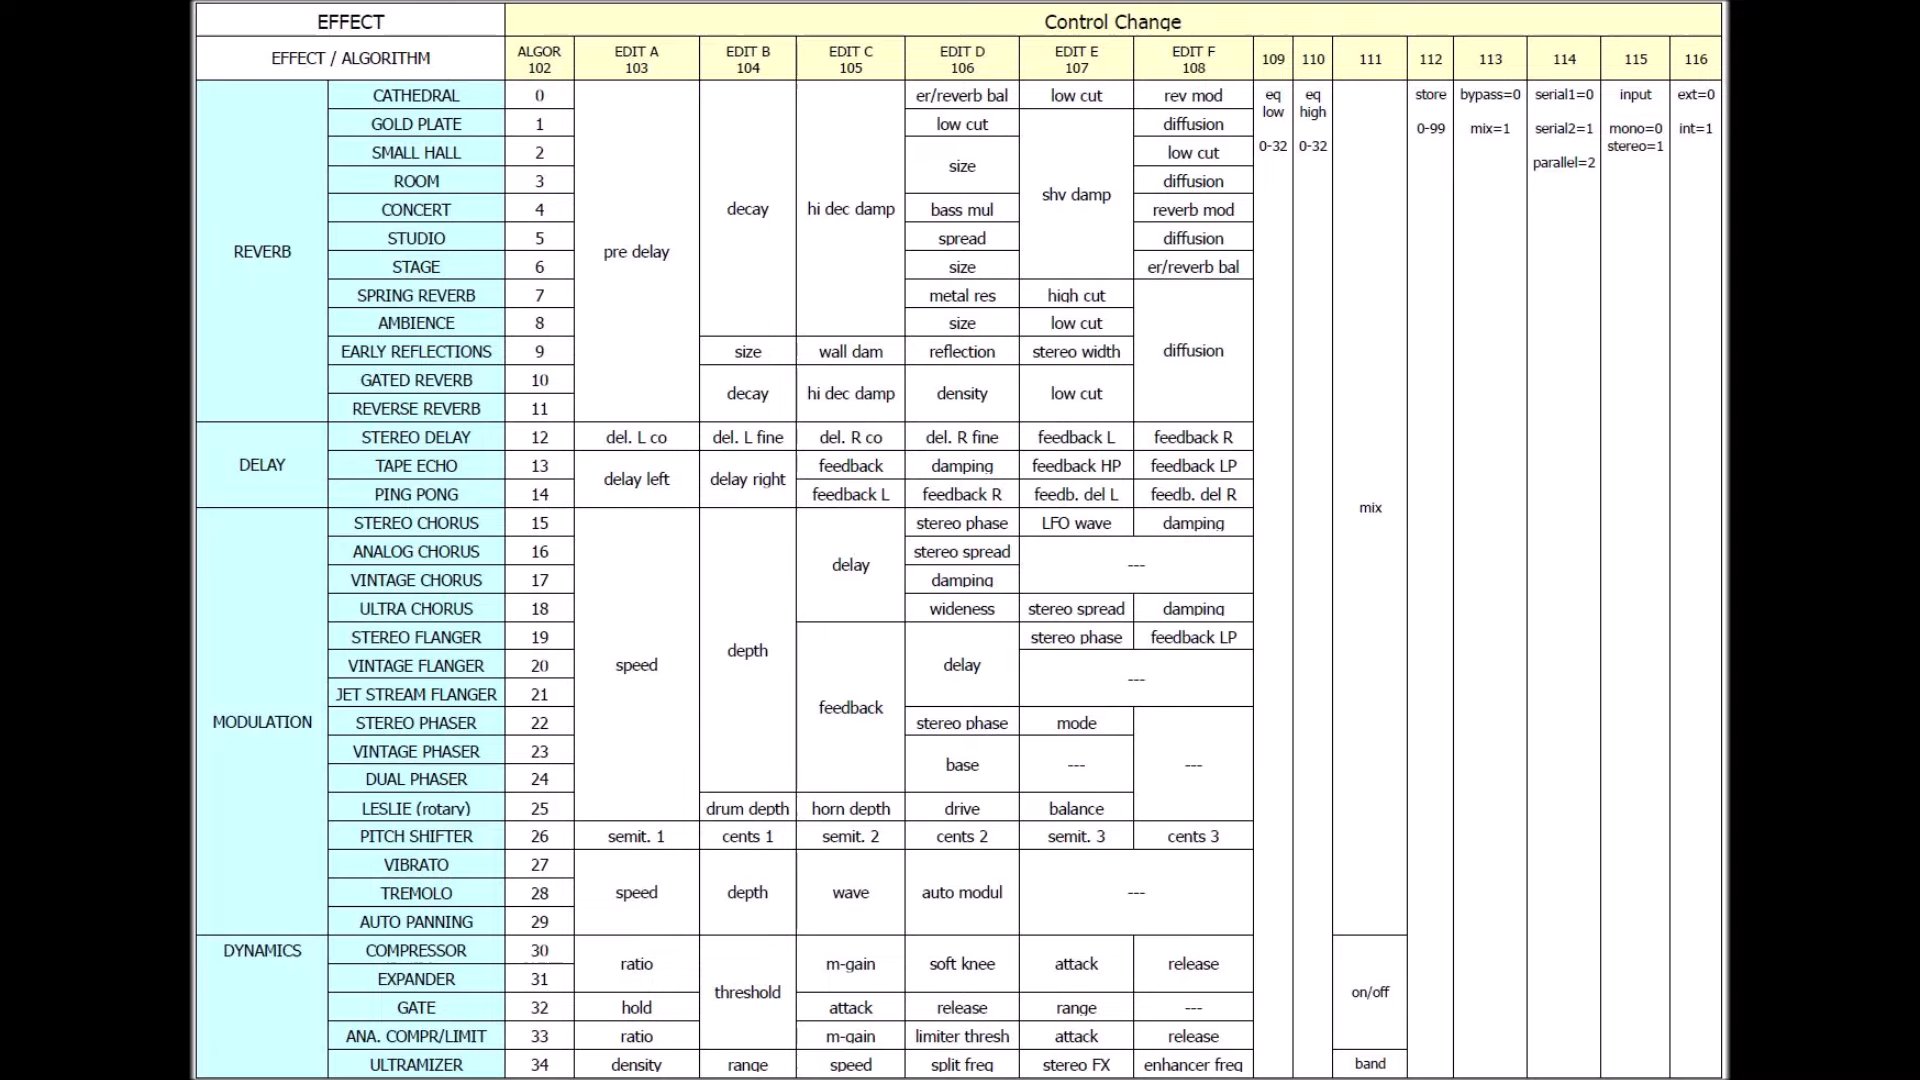 EFFECT Control Change
EFFECT / ALGORITHM ALGOR 102 EDIT A 103 EDIT B 104 EDIT C 105 EDIT D 106 EDIT E 107 EDIT F 108 109 110 111 112 113 114 115 116
REVERB
CATHEDRAL 0 pre delay decay hi dec damp er/reverb bal low cut rev mod eq low 0-32 eq high 0-32 mix store 0-99 bypass=0 mix=1 serial1=0 serial2=1 parallel=2 input mono=0 stereo=1 ext=0 int=1
GOLD PLATE 1 low cut shv damp diffusion
SMALL HALL 2 size low cut
ROOM 3 diffusion
CONCERT 4 bass mul reverb mod
STUDIO 5 spread diffusion
STAGE 6 size er/reverb bal
SPRING REVERB 7 metal res high cut diffusion
AMBIENCE 8 size low cut
EARLY REFLECTIONS 9 size wall dam reflection stereo width
GATED REVERB 10 decay hi dec damp density low cut
REVERSE REVERB 11
DELAY
STEREO DELAY 12 del. L co del. L fine del. R co del. R fine feedback L feedback R
TAPE ECHO 13 delay left delay right feedback damping feedback HP feedback LP
PING PONG 14 feedback L feedback R feedb. del L feedb. del R
MODULATION
STEREO CHORUS 15 speed depth delay stereo phase LFO wave damping
ANALOG CHORUS 16 stereo spread ---
VINTAGE CHORUS 17 damping
ULTRA CHORUS 18 wideness stereo spread damping
STEREO FLANGER 19 feedback delay stereo phase feedback LP
VINTAGE FLANGER 20 ---
JET STREAM FLANGER 21
STEREO PHASER 22 stereo phase mode ---
VINTAGE PHASER 23 base ---
DUAL PHASER 24
LESLIE (rotary) 25 drum depth horn depth drive balance
PITCH SHIFTER 26 semit. 1 cents 1 semit. 2 cents 2 semit. 3 cents 3
VIBRATO 27 speed depth wave auto modul ---
TREMOLO 28
AUTO PANNING 29
DYNAMICS
COMPRESSOR 30 ratio threshold m-gain soft knee attack release on/off
EXPANDER 31
GATE 32 hold attack release range ---
ANA. COMPR/LIMIT 33 ratio m-gain limiter thresh attack release
ULTRAMIZER 34 density range speed split freq stereo FX enhancer freq band